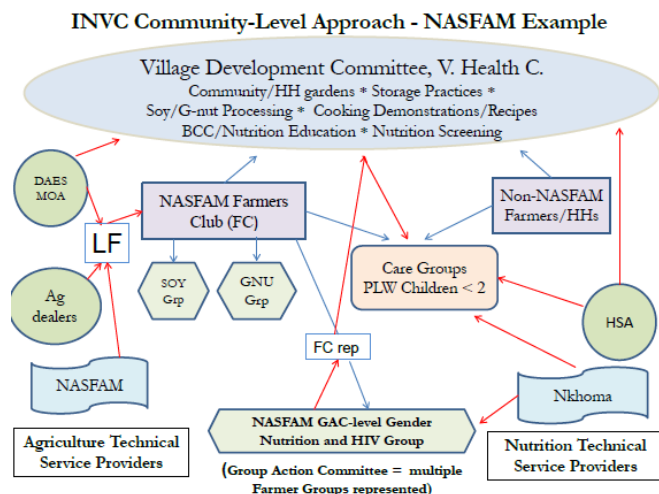 INVC Community-Level Approach - NASFAM Example
Village Development Committee, V. Health C.
Community/HH gardens * Storage Practices *
Soy/G-nut Processing * Cooking Demonstrations/Recipes
BCC/Nutrition Education * Nutrition Screening
DAES
MOA
LF
NASFAM Farmers
Club (FC)
Non-NASFAM
Farmers/HHs
SOY
Grp
GNU
Grp
Care Groups
PLW Children < 2
Ag
dealers
HSA
FC rep
NASFAM
Nkhoma
NASFAM GAC-level Gender
Nutrition and HIV Group
Agriculture Technical
Service Providers
Nutrition Technical
Service Providers
(Group Action Committee = multiple
Farmer Groups represented)